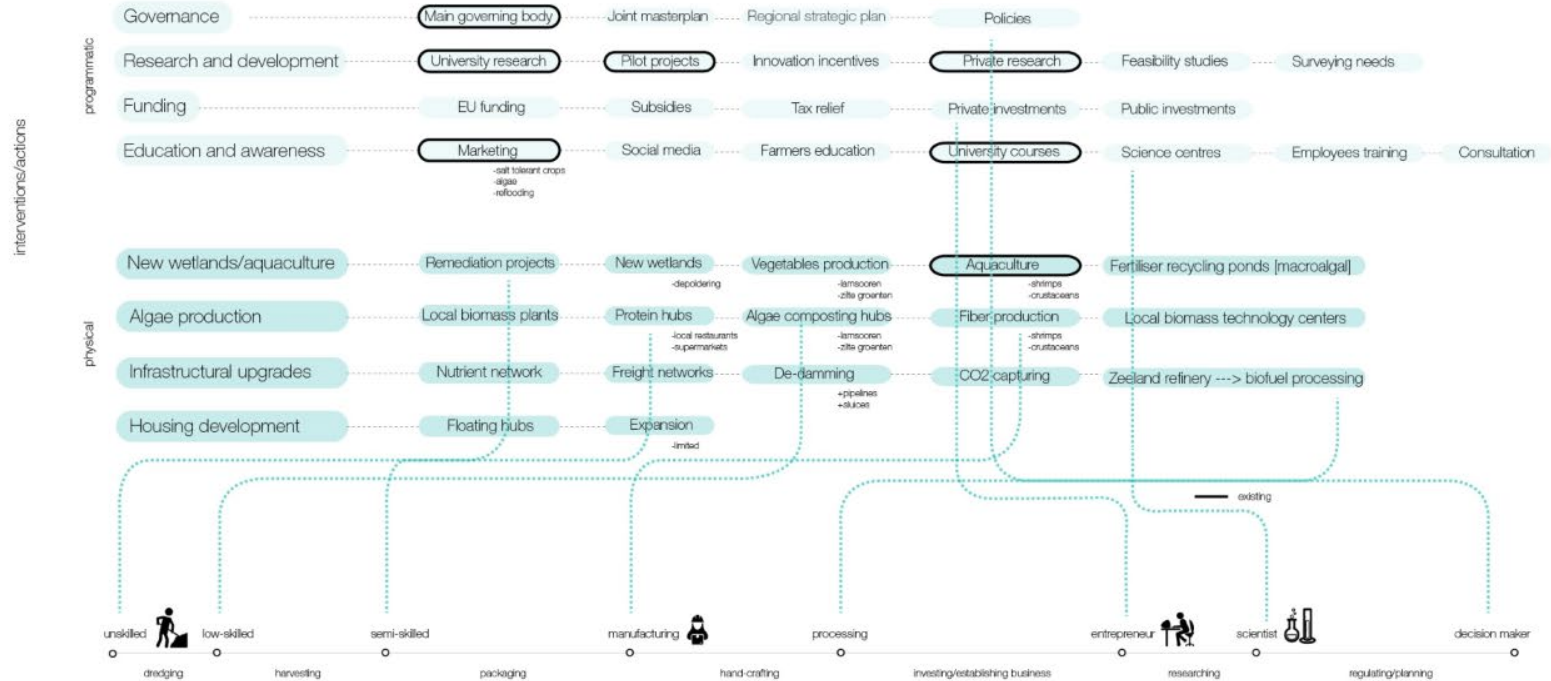 interventions/actions
programmatic
Governance
Main governing body
Joint masterplan
Regional strategic plan
Policies
Research and development
University research
Pilot projects
Innovation incentives
Private research
Feasibility studies
Surveying needs
Funding
EU funding
Subsidies
Tax relief
Private investments
Public investments
Education and awareness
Marketing
-salt tolerant crops
-algae
-reflooding
Social media
Farmers education
University courses
Science centres
Employees training
Consultation
physical
New wetlands/aquaculture
Remediation projects
New wetlands
-depoldering
Vegetables production
-lamsooren
-zilte groenten
Aquaculture
-shrimps
-crustaceans
Fertiliser recycling ponds [macroalgal]
Algae production
Local biomass plants
Protein hubs
-local restaurants
-supermarkets
Algae composting hubs
-lamsooren
-zilte groenten
Fiber production
-shrimps
-crustaceans
Local biomass technology centers
Infrastructural upgrades
Nutrient network
Freight networks
De-damming
+pipelines
+sluices
CO2 capturing
Zeeland refinery ---> biofuel processing
Housing development
Floating hubs
Expansion
-limited
existing
unskilled
low-skilled
semi-skilled
manufacturing
processing
entrepreneur
scientist
decision maker
dredging
harvesting
packaging
hand-crafting
investing/establishing business
researching
regulating/planning